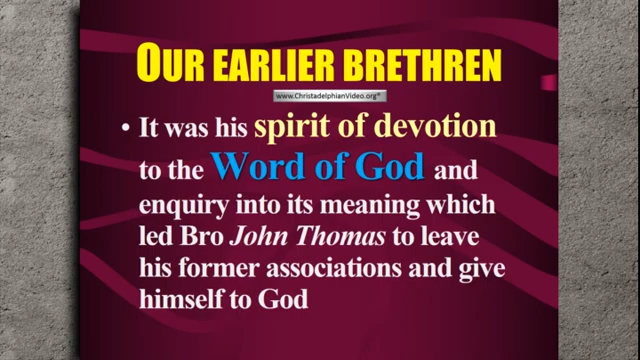 OUR EARLIER BRETHREN
www.ChristadelphianVideo.org®
• It was his spirit of devotion
to the Word of God and
enquiry into its meaning which
led Bro John Thomas to leave
his former associations and give
himself to God